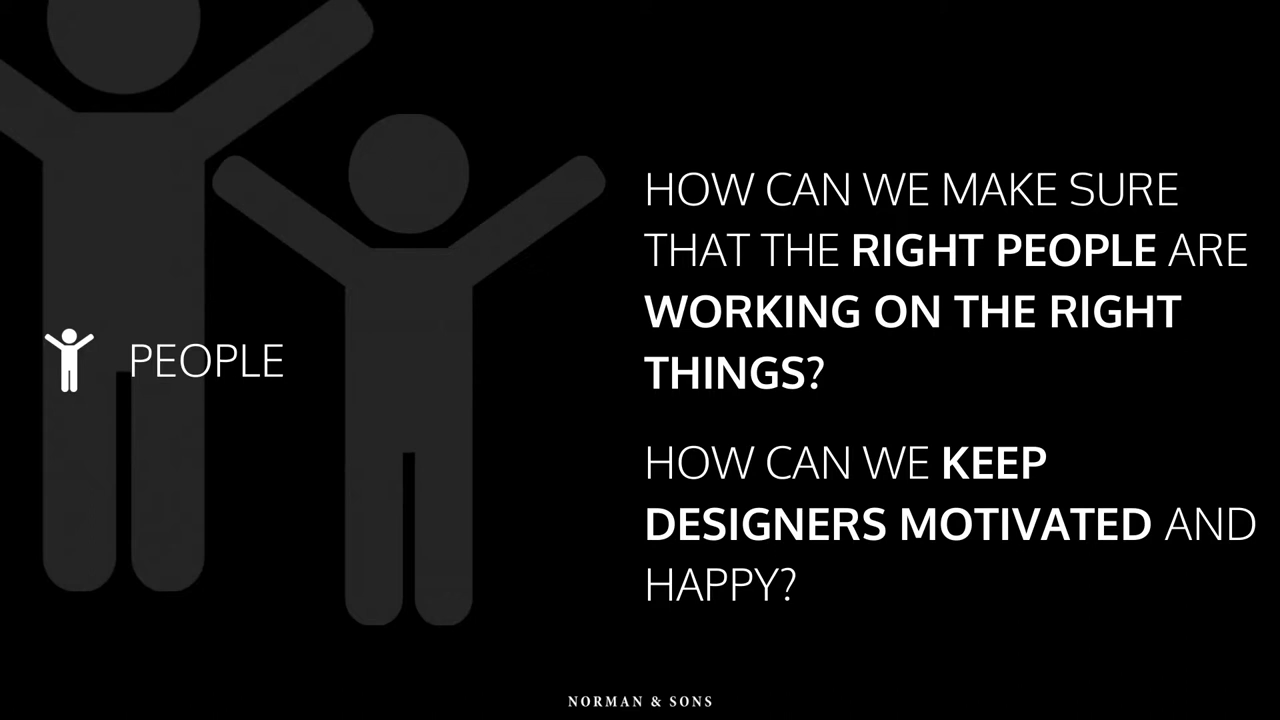 PEOPLE
HOW CAN WE MAKE SURE
THAT THE RIGHT PEOPLE ARE
WORKING ON THE RIGHT
THINGS?
HOW CAN WE KEEP
DESIGNERS MOTIVATED AND
HAPPY?
NORMAN & SONS